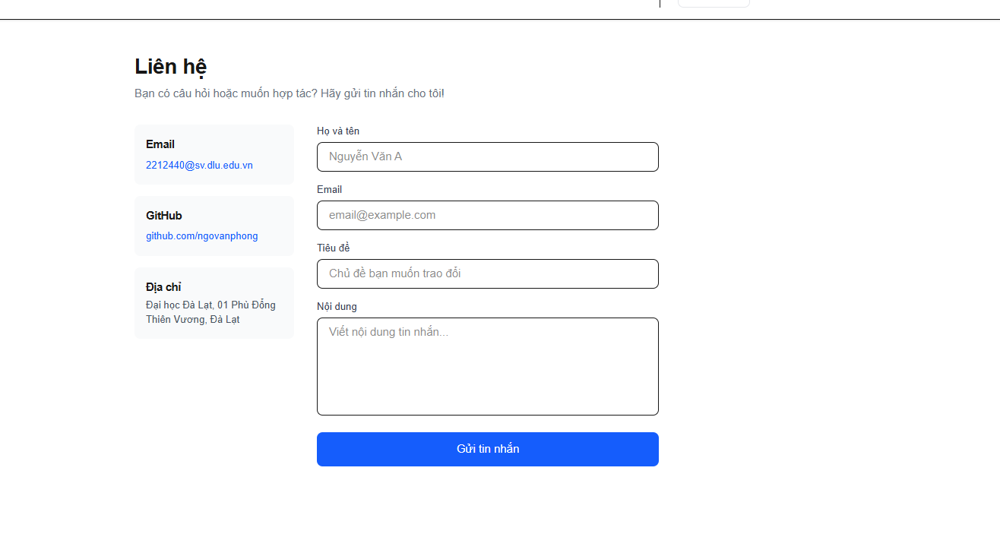 Liên hệ
Bạn có câu hỏi hoặc muốn hợp tác? Hãy gửi tin nhắn cho tôi!
Email
2212440@sv.dlu.edu.vn
GitHub
github.com/ngovanphong
Địa chỉ
Đại học Đà Lạt, 01 Phù Đổng
Thiên Vương, Đà Lạt
Họ và tên
Nguyễn Văn A
Email
email@example.com
Tiêu đề
Chủ đề bạn muốn trao đổi
Nội dung
Viết nội dung tin nhắn...
Gửi tin nhắn